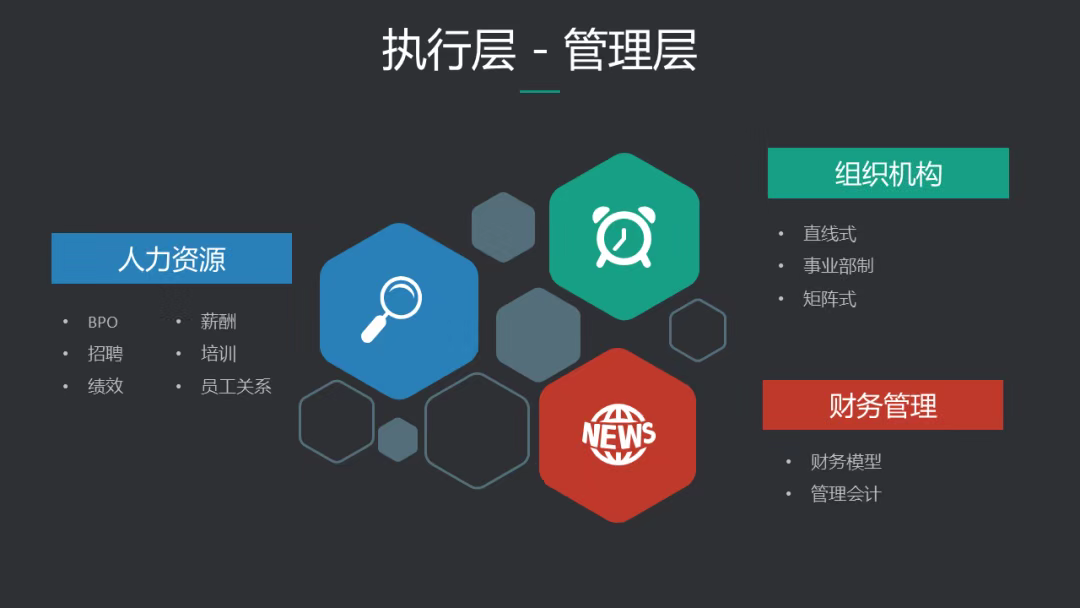 执行层 - 管理层
人力资源
• BPO
• 招聘
• 绩效
• 薪酬
• 培训
• 员工关系
NEWS
组织机构
• 直线式
• 事业部制
• 矩阵式
财务管理
• 财务模型
• 管理会计